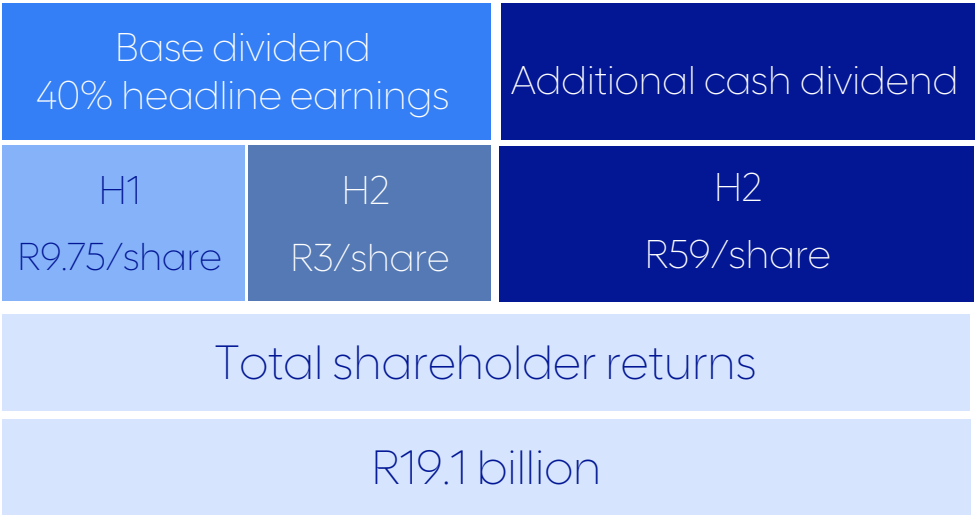 Base dividend
40% headline earnings
Additional cash dividend
H1
R9.75/share
H2
R3/share
H2
R59/share
Total shareholder returns
R19.1 billion